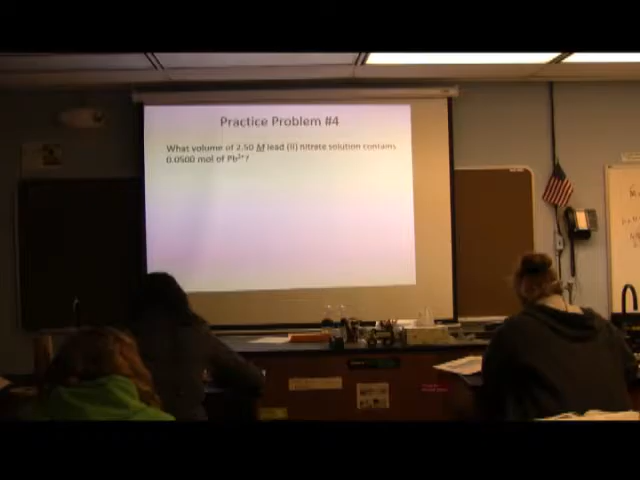 Practice Problem #4
What volume of 2.50 M lead (II) nitrate solution contains
0.0500 mol of Pb²⁺?